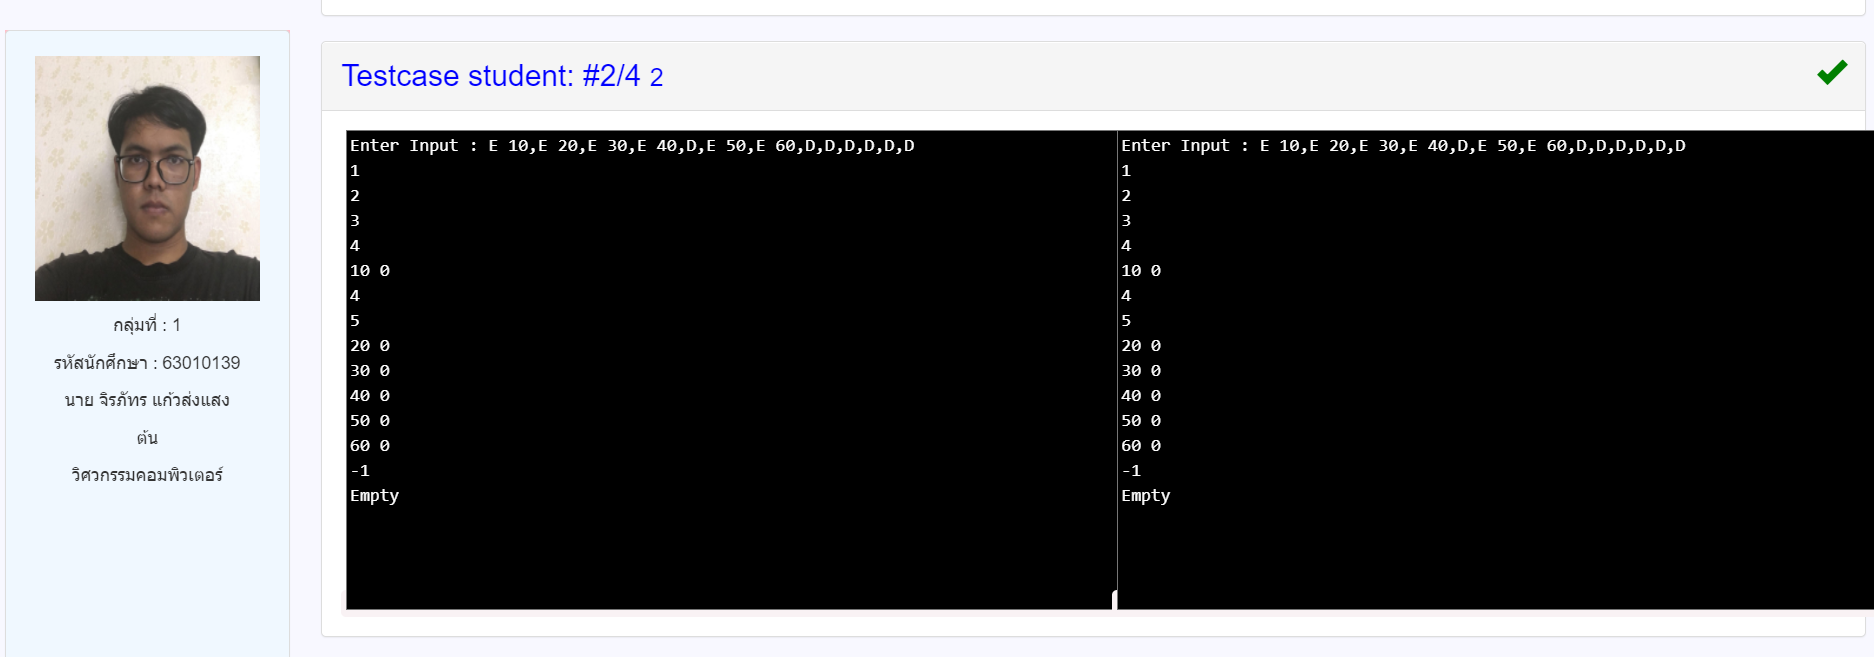 กลุ่มที่ : 1
รหัสนักศึกษา : 63010139
นาย จิรภัทร แก้วส่งแสง
ต้น
วิศวกรรมคอมพิวเตอร์
Testcase student: #2/4 2
Enter Input : E 10,E 20,E 30,E 40,D,E 50,E 60,D,D,D,D,D,D
1
2
3
4
10 0
4
5
20 0
30 0
40 0
50 0
60 0
-1
Empty
Enter Input : E 10,E 20,E 30,E 40,D,E 50,E 60,D,D,D,D,D,D
1
2
3
4
10 0
4
5
20 0
30 0
40 0
50 0
60 0
-1
Empty